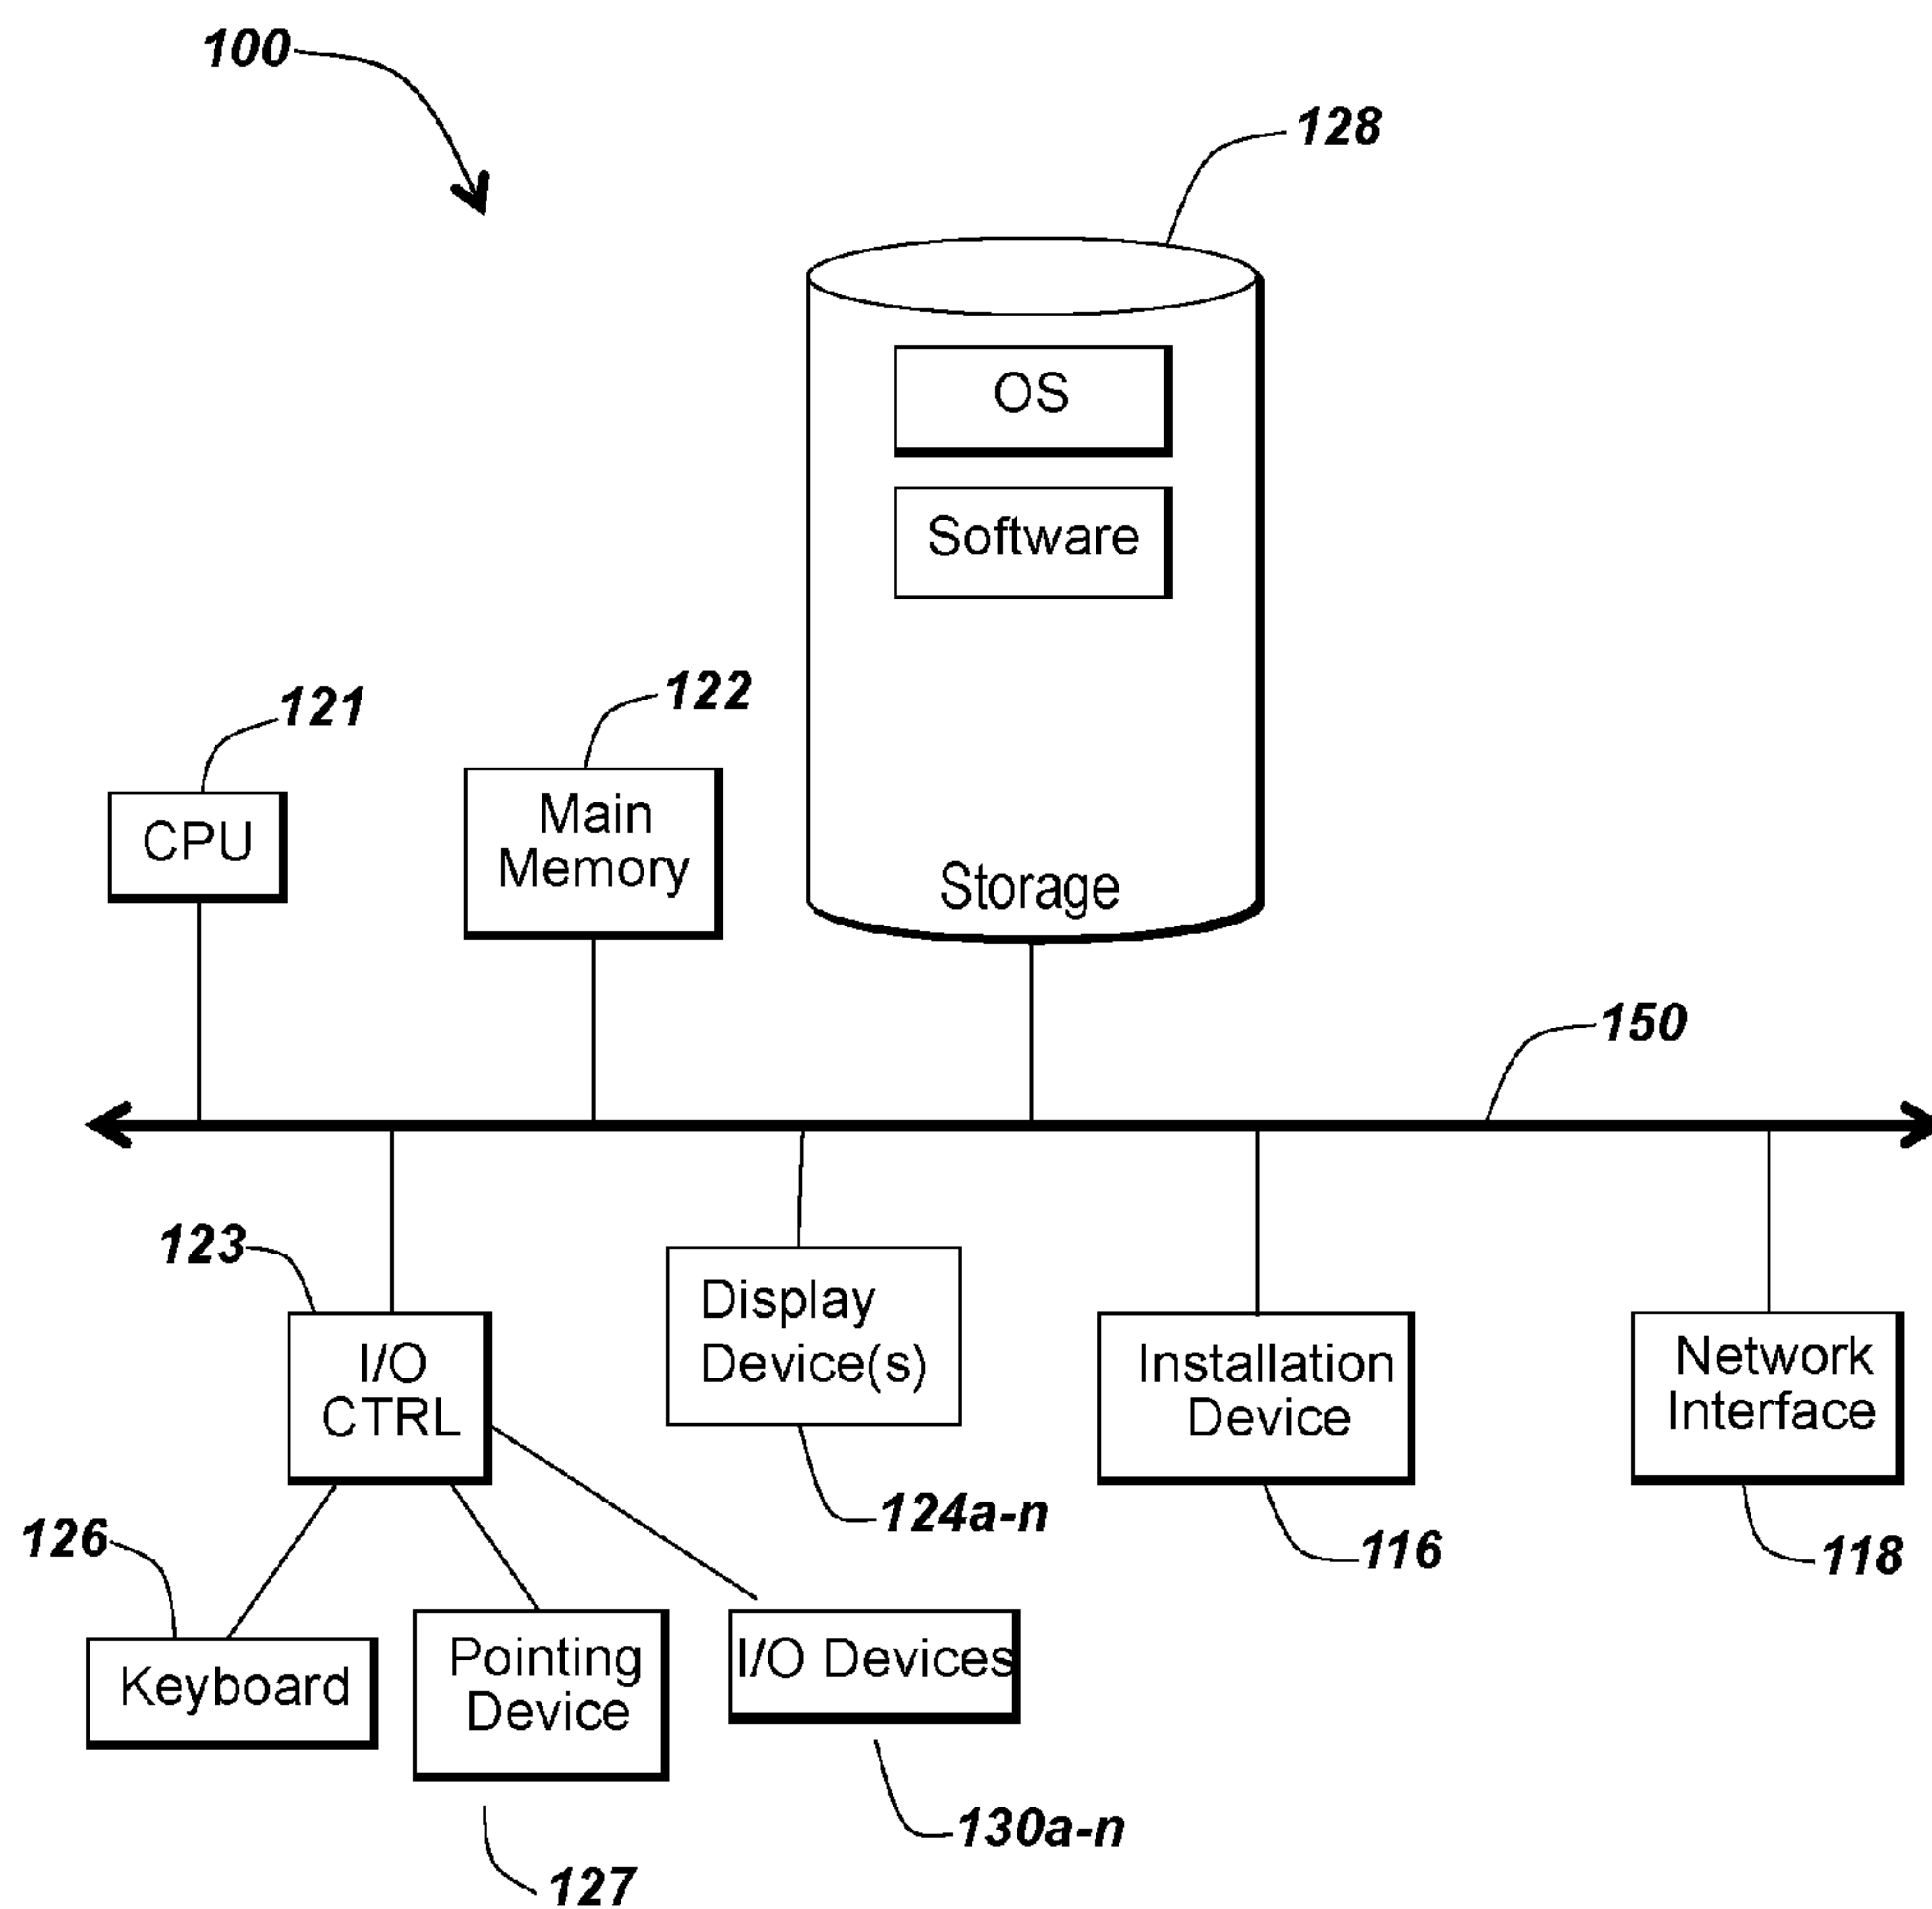 100
128
OS
Software
121
122
CPU
Main
Memory
Storage
150
123
Display
Device(s)
I/O
CTRL
Installation
Device
Network
Interface
124a-n
126
116
118
Keyboard
Pointing
Device
I/O Devices
130a-n
127